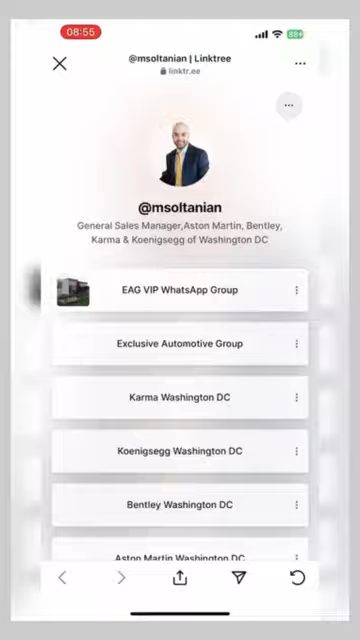 08:55
89+
@msoltanian | Linktree
linktr.ee
@msoltanian
General Sales Manager,Aston Martin, Bentley,
Karma & Koenigsegg of Washington DC
EAG VIP WhatsApp Group
Exclusive Automotive Group
Karma Washington DC
Koenigsegg Washington DC
Bentley Washington DC
Aston Martin Washington DC